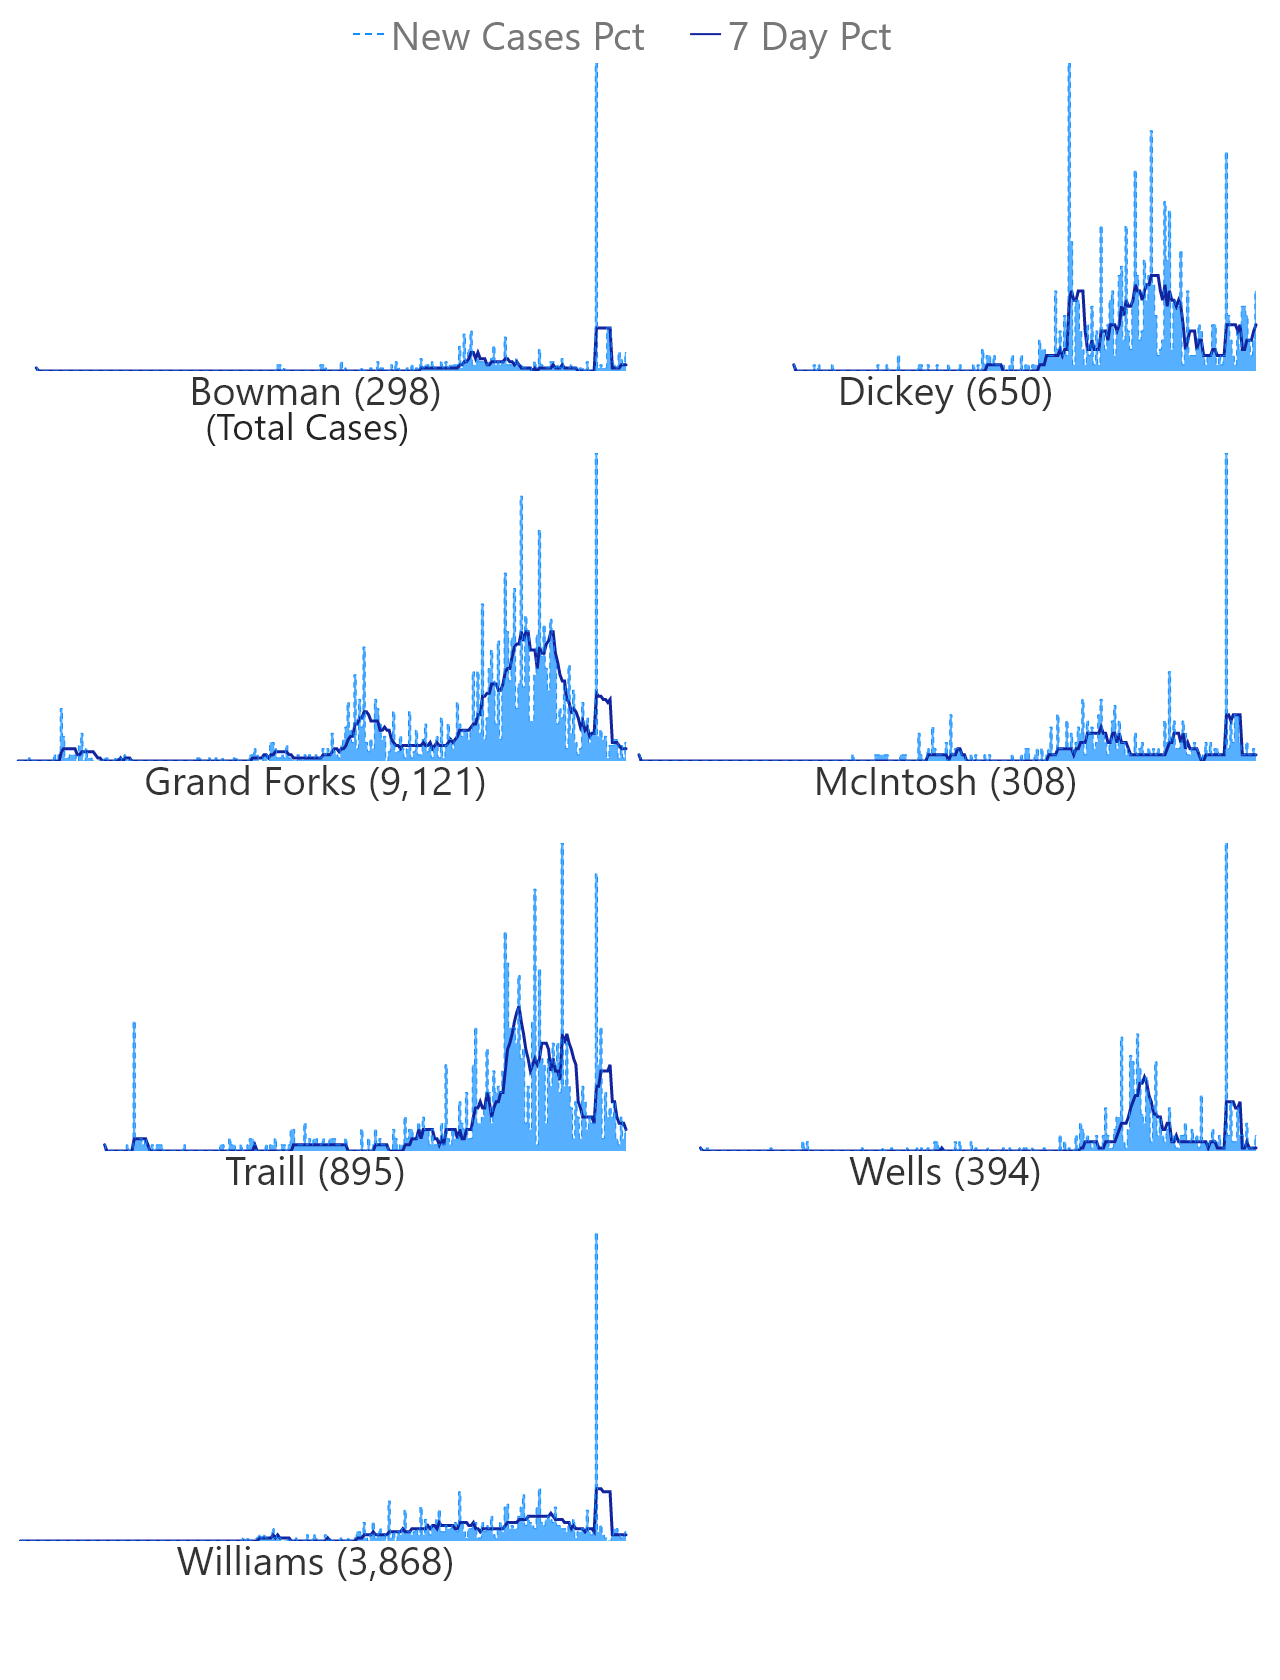 New Cases Pct 7 Day Pct
Bowman (298)
(Total Cases)
Dickey (650)
Grand Forks (9,121)
McIntosh (308)
Traill (895)
Wells (394)
Williams (3,868)